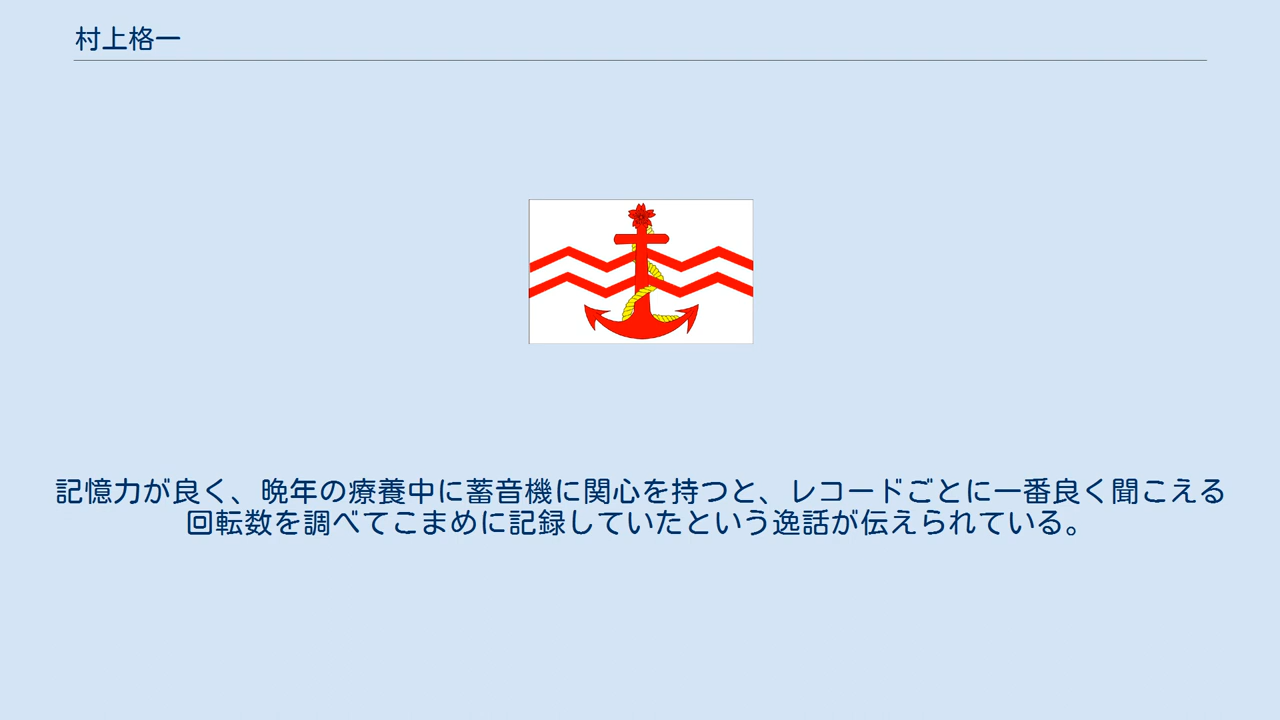 村上格一
記憶力が良く、晩年の療養中に蓄音機に関心を持つと、レコードごとに一番良く聞こえる
回転数を調べてこまめに記録していたという逸話が伝えられている。